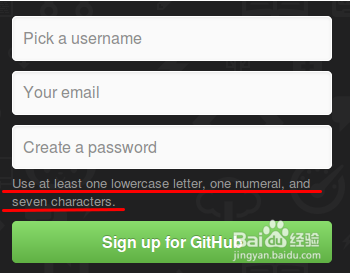 Pick a username
Your email
Create a password
Use at least one lowercase letter, one numeral, and
seven characters.
Sign up for GitHub
Baidu 经验
jingyan.baidu.com